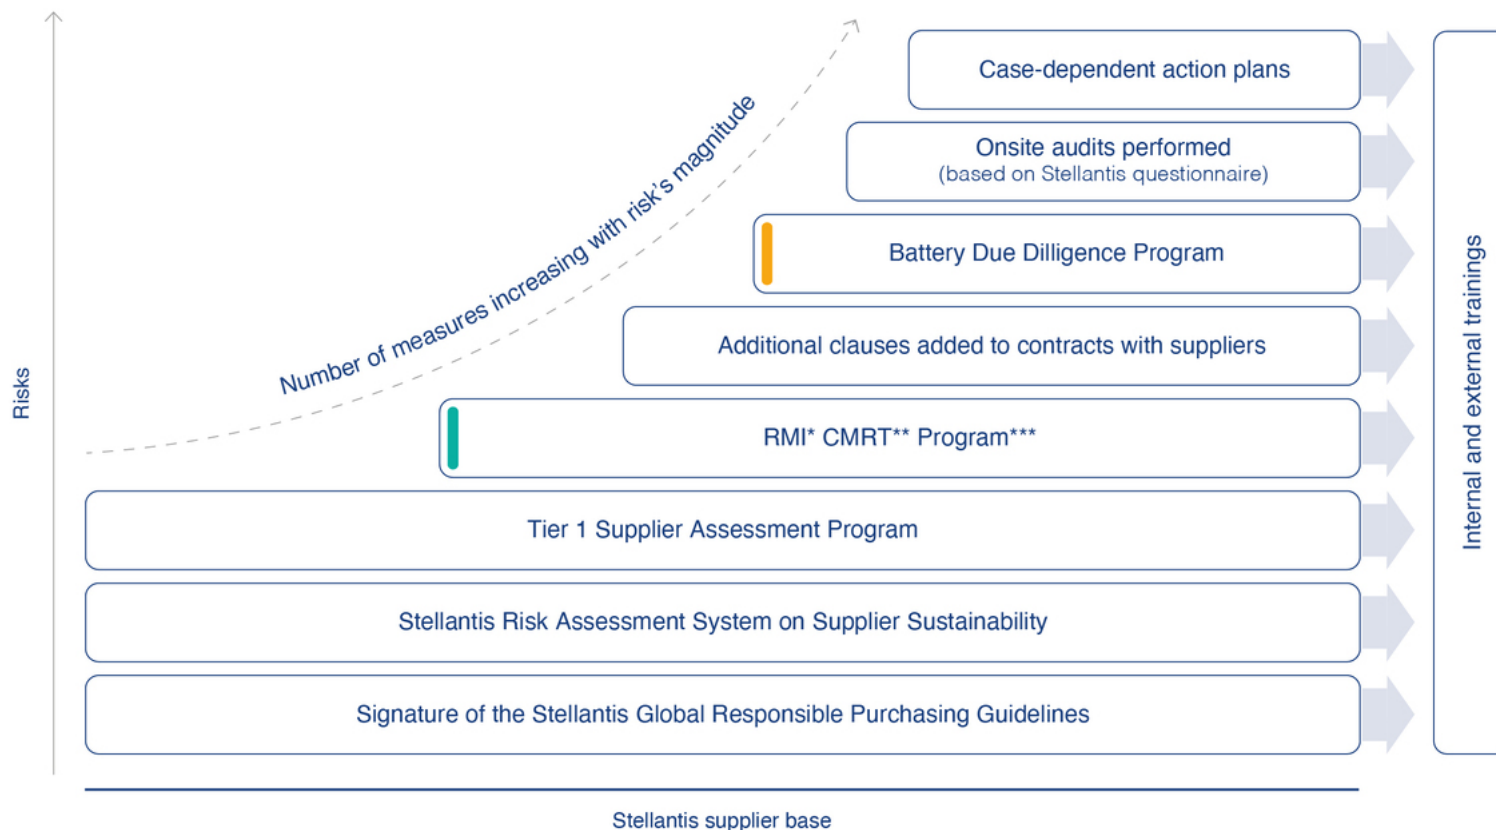 Case-dependent action plans
Onsite audits performed
(based on Stellantis questionnaire)
Battery Due Dilligence Program
Additional clauses added to contracts with suppliers
RMI* CMRT** Program***
Tier 1 Supplier Assessment Program
Stellantis Risk Assessment System on Supplier Sustainability
Signature of the Stellantis Global Responsible Purchasing Guidelines
Number of measures increasing with risk's magnitude
Risks
Internal and external trainings
Stellantis supplier base